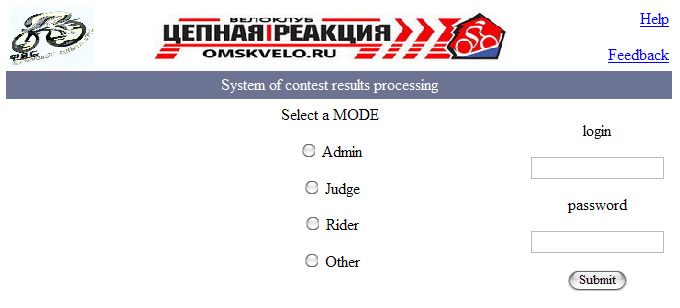 ФВС
ВЕЛОКЛУБ
ЦЕПНАЯ РЕАКЦИЯ
OMSKVELO.RU
Help
Feedback
System of contest results processing
Select a MODE
Admin
Judge
Rider
Other
login
password
Submit